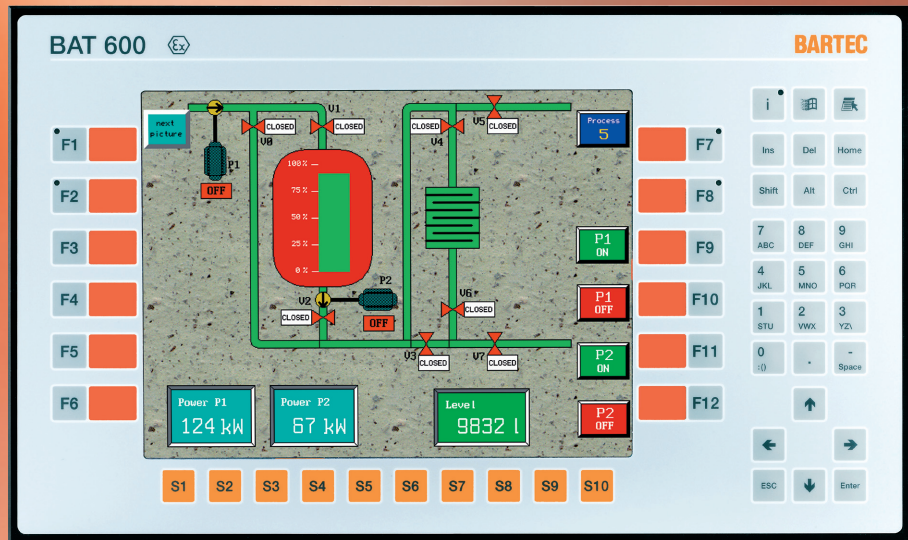 BAT 600
Ex
BARTEC
F1
F2
F3
F4
F5
F6
next
picture
V1
CLOSED
CLOSED
V0
P1
OFF
100%
75%
50%
25%
0%
P2
V2
CLOSED
OFF
CLOSED
V4
V5
CLOSED
V6
CLOSED
V3
CLOSED
V7
CLOSED
Process
5
P1
ON
P1
OFF
P2
ON
P2
OFF
Power P1
124 kW
Power P2
67 kW
Level
9832 l
F7
F8
F9
F10
F11
F12
S1 S2 S3 S4 S5 S6 S7 S8 S9 S10
i
Ins Del Home
Shift Alt Ctrl
7 8 9
ABC DEF GHI
4 5 6
JKL MNO PQR
1 2 3
STU VWX YZ\
0 . -
:() Space
ESC Enter